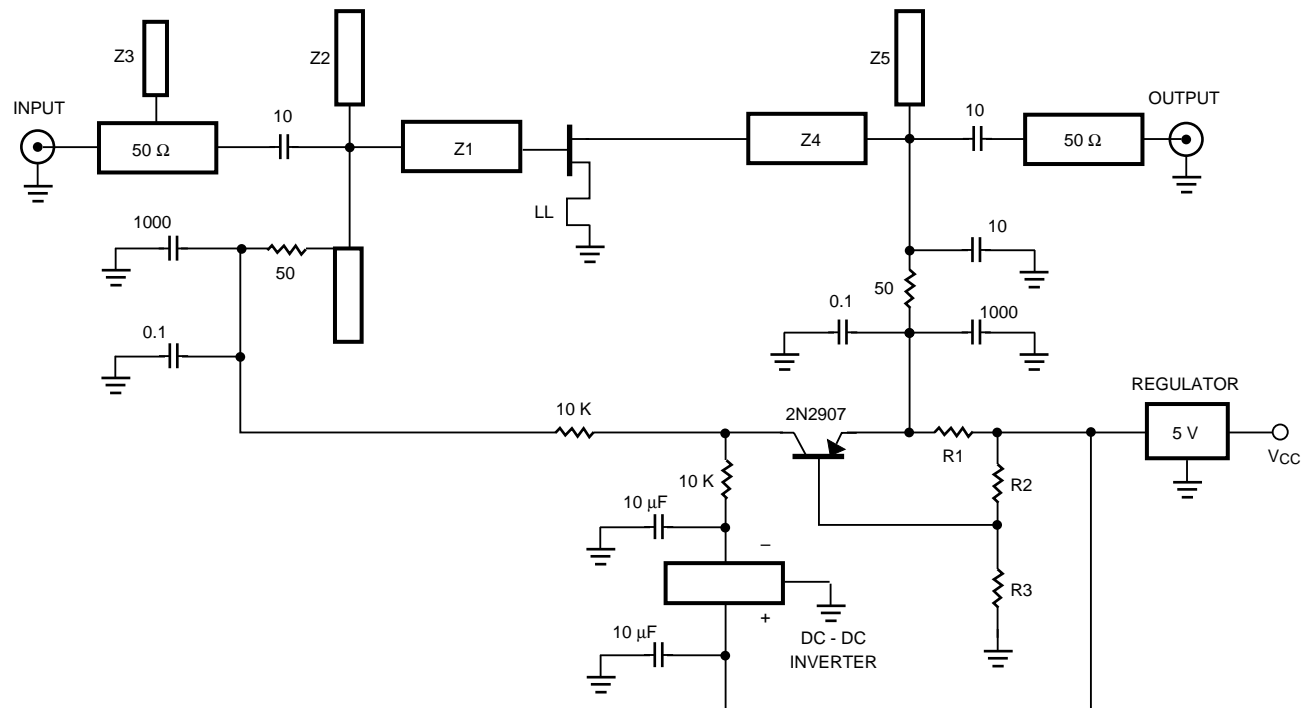 Z3
Z2
Z5
INPUT
10
10
OUTPUT
50 Ω
Z1
Z4
50 Ω
LL
1000
10
50
50
0.1
1000
0.1
REGULATOR
10 K
2N2907
5 V
R1
VCC
10 K
R2
10 μF
–
R3
+
10 μF
DC - DC
INVERTER